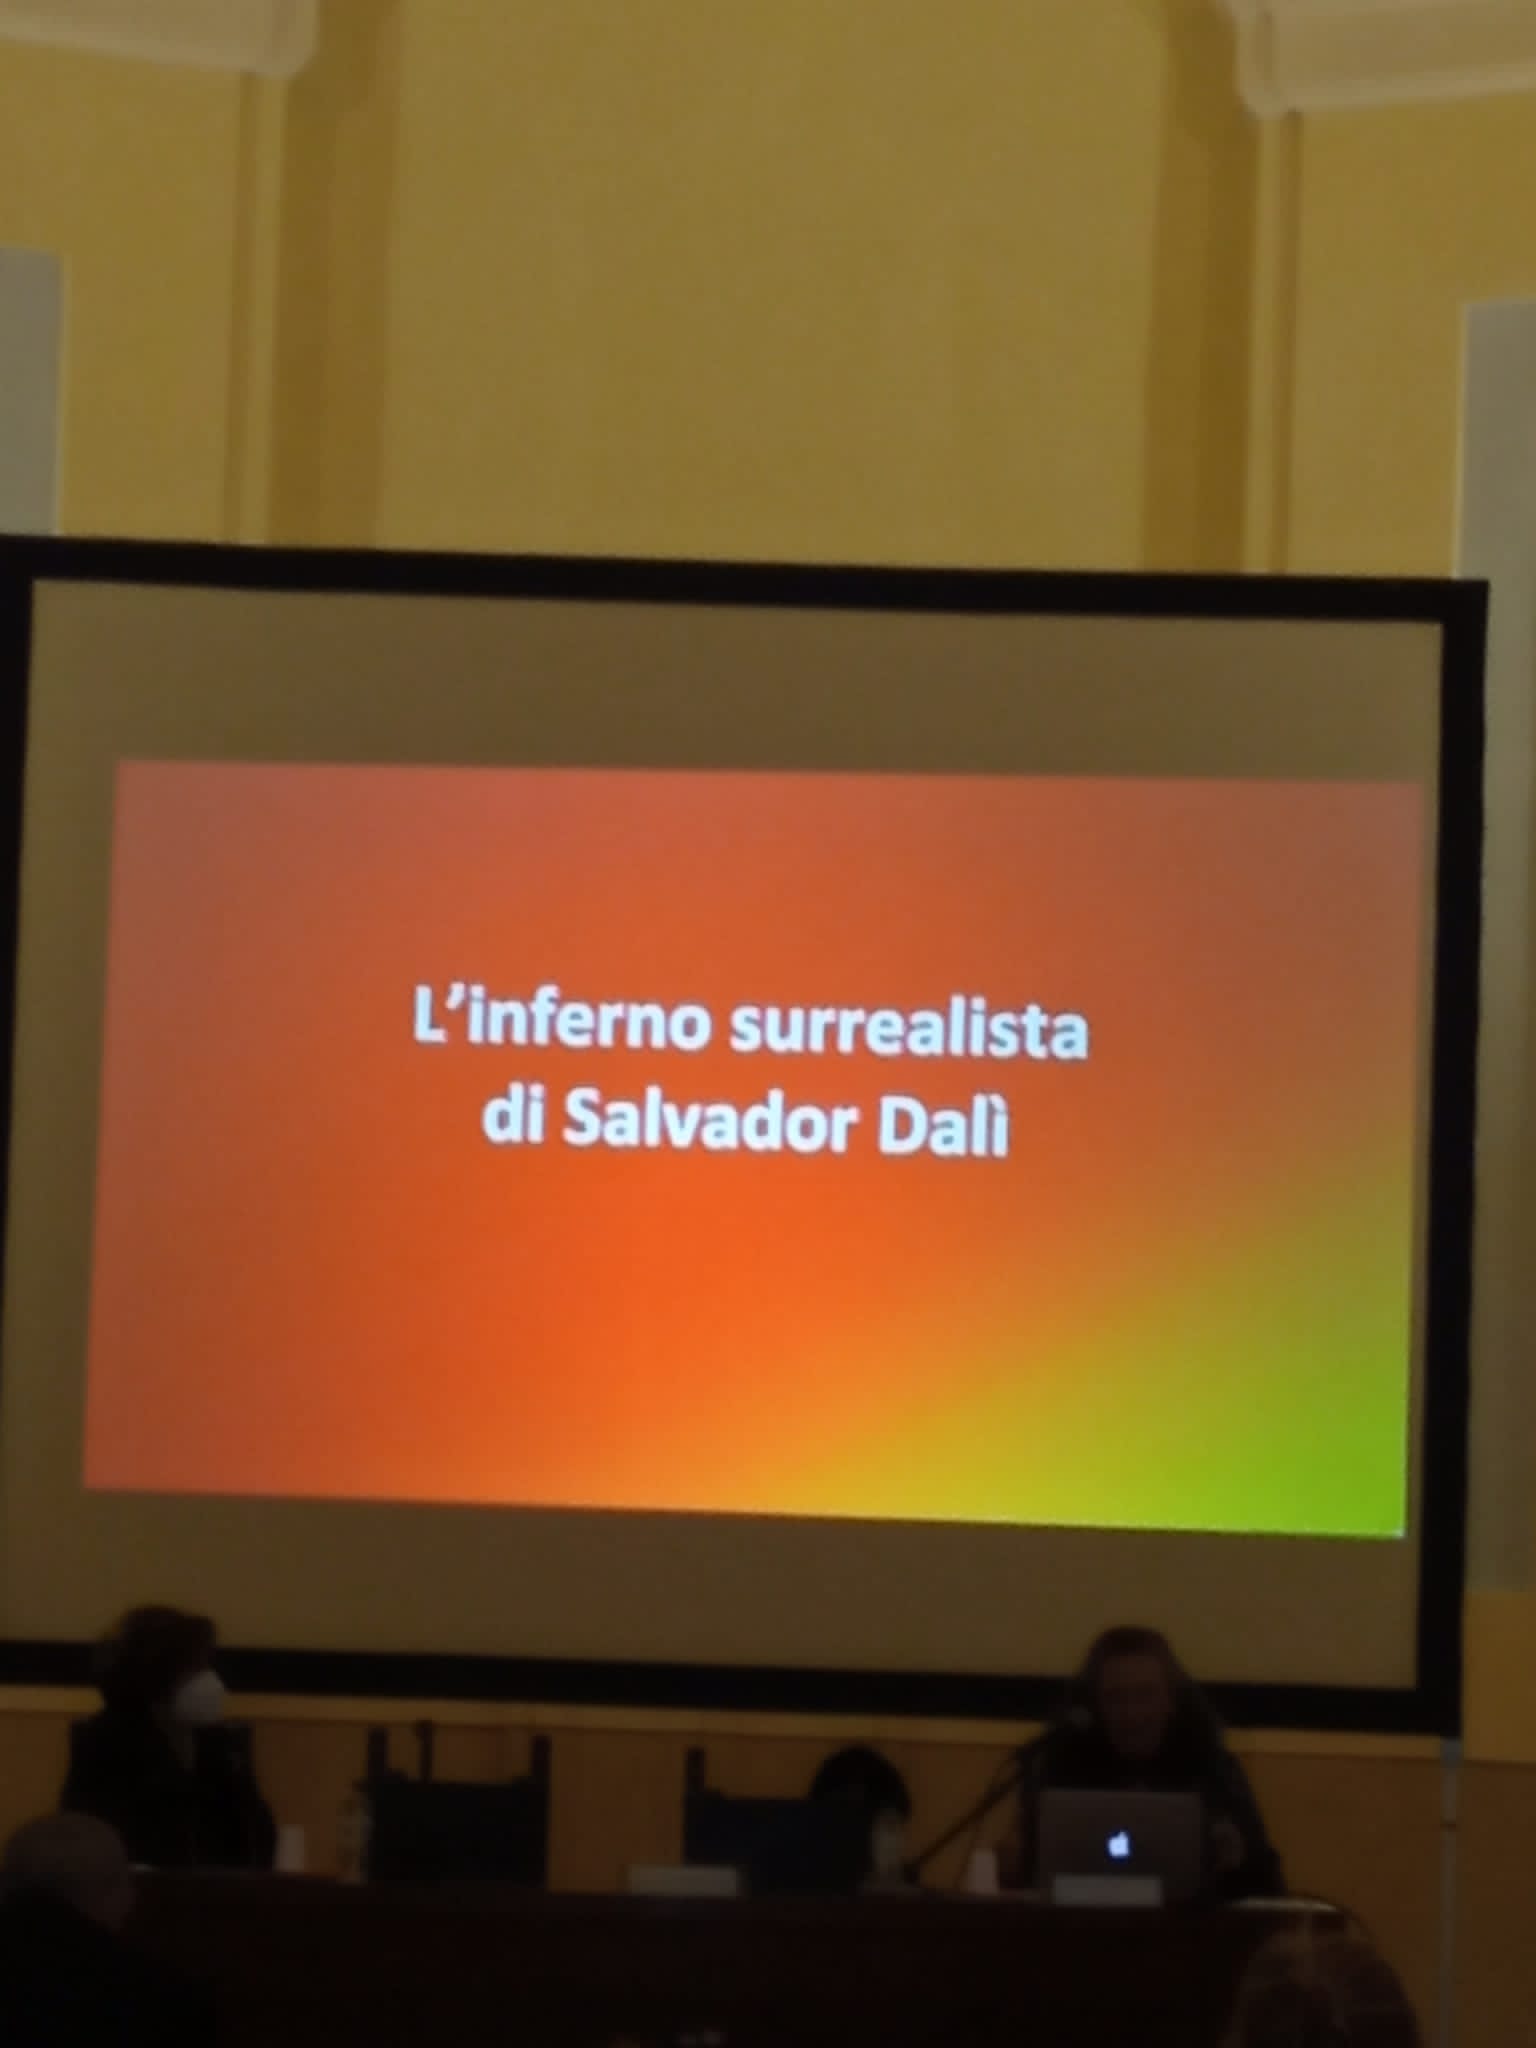 L'inferno surrealista
di Salvador Dalì